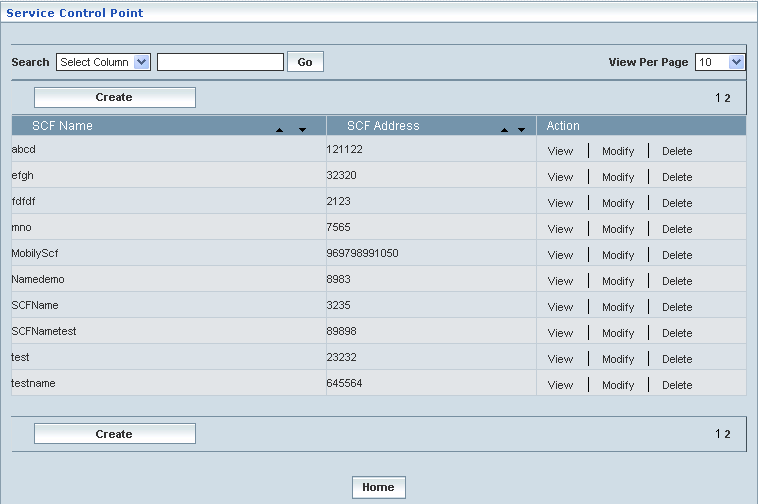 Service Control Point
Search Select Column Go View Per Page 10
Create 1 2
SCF Name SCF Address Action
abcd 121122 View Modify Delete
efgh 32320 View Modify Delete
fdfdf 2123 View Modify Delete
mno 7565 View Modify Delete
MobilyScf 969798991050 View Modify Delete
Namedemo 8983 View Modify Delete
SCFName 3235 View Modify Delete
SCFNametest 89898 View Modify Delete
test 23232 View Modify Delete
testname 645564 View Modify Delete
Create 1 2
Home